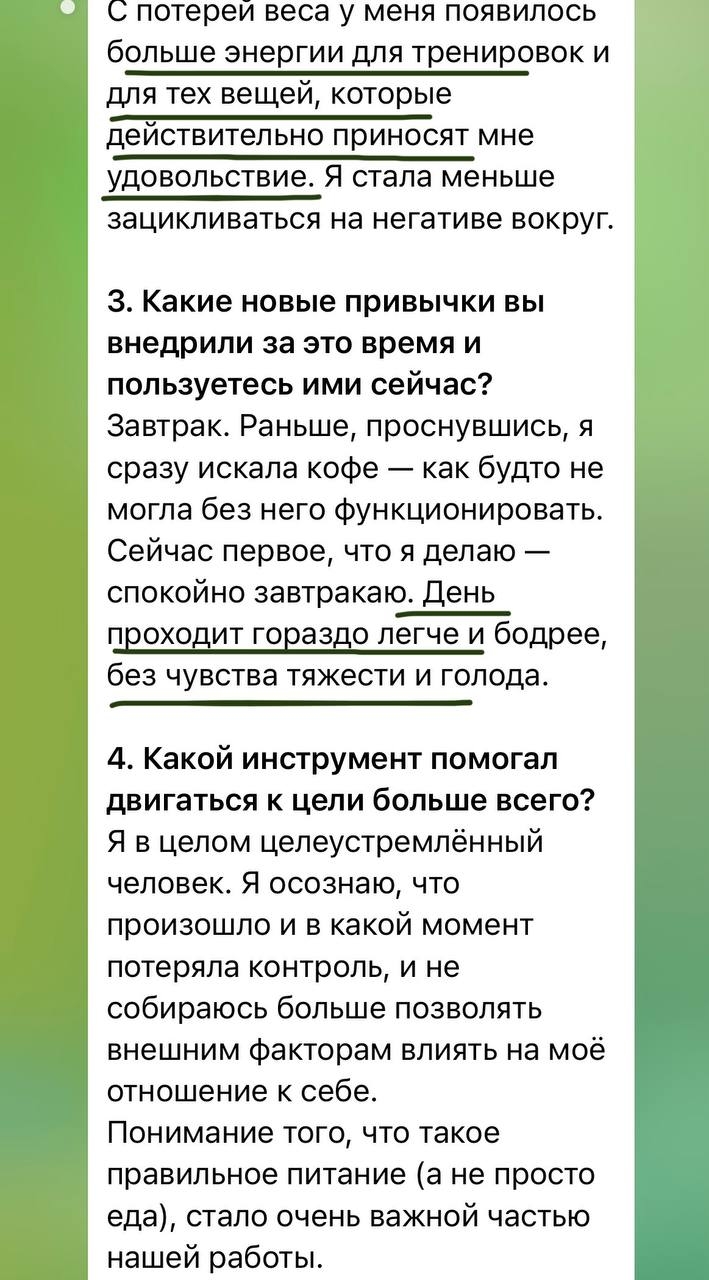 С потерей веса у меня появилось
больше энергии для тренировок и
для тех вещей, которые
действительно приносят мне
удовольствие. Я стала меньше
зацикливаться на негативе вокруг.
3. Какие новые привычки вы
внедрили за это время и
пользуетесь ими сейчас?
Завтрак. Раньше, проснувшись, я
сразу искала кофе — как будто не
могла без него функционировать.
Сейчас первое, что я делаю —
спокойно завтракаю. День
проходит гораздо легче и бодрее,
без чувства тяжести и голода.
4. Какой инструмент помогал
двигаться к цели больше всего?
Я в целом целеустремлённый
человек. Я осознаю, что
произошло и в какой момент
потеряла контроль, и не
собираюсь больше позволять
внешним факторам влиять на моё
отношение к себе.
Понимание того, что такое
правильное питание (а не просто
еда), стало очень важной частью
нашей работы.